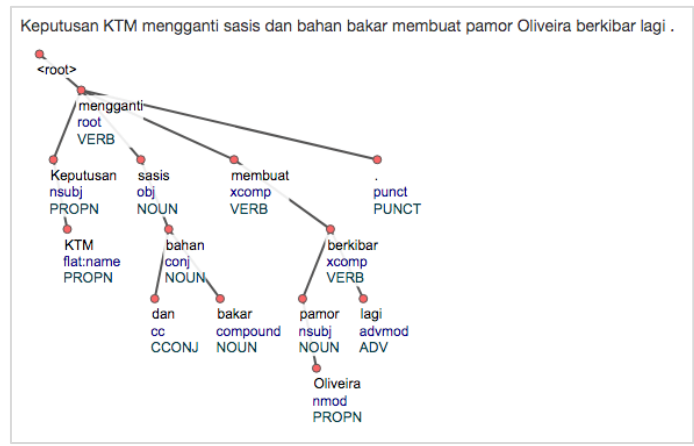 Keputusan KTM mengganti sasis dan bahan bakar membuat pamor Oliveira berkibar lagi .
<root>
mengganti
root
VERB
Keputusan sasis membuat .
nsubj obj xcomp punct
PROPN NOUN VERB PUNCT
KTM bahan berkibar
flat:name conj xcomp
PROPN NOUN VERB
dan bakar pamor lagi
cc compound nsubj advmod
CCONJ NOUN NOUN ADV
Oliveira
nmod
PROPN